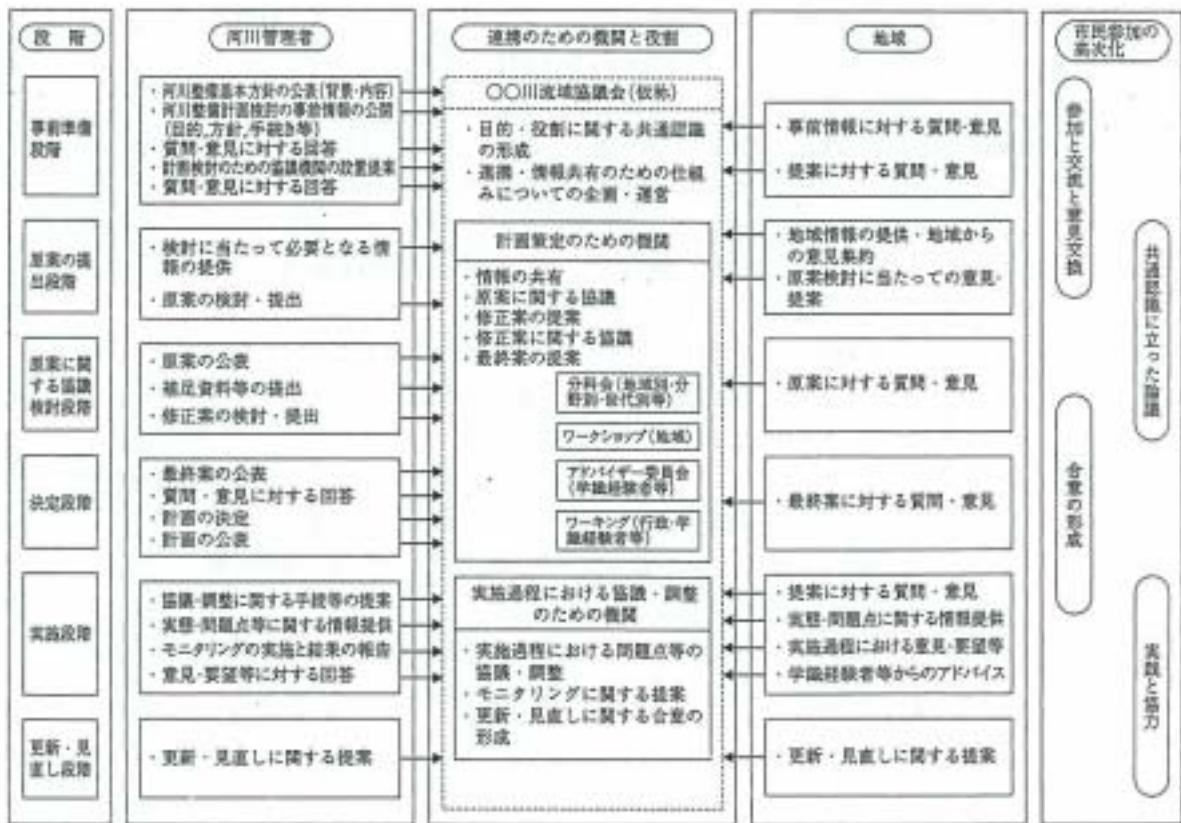 段階
事前準備
段階
原案の提
出段階
原案に関
する協議
検討段階
決定段階
実施段階
更新・見
直し段階
河川管理者
・河川整備基本方針の公表(背景・内容)
・河川整備計画検討の事前情報の公開
(目的、方針、手続き等)
・質問・意見に対する回答
・計画検討のための協議機関の設置提案
・質問・意見に対する回答
・検討に当たって必要となる情
報の提供
・原案の検討・提出
・原案の公表
・補足資料等の提出
・修正案の検討・提出
・最終案の公表
・質問・意見に対する回答
・計画の決定
・計画の公表
・協議・調整に関する手続等の提案
・実態・問題点等に関する情報提供
・モニタリングの実施と結果の報告
・意見・要望等に対する回答
・更新・見直しに関する提案
連携のための機関と役割
〇〇川流域協議会(仮称)
・目的・役割に関する共通認識
の形成
・連携・情報共有のための仕組
みについての企画・運営
計画策定のための機関
・情報の共有
・原案に関する協議
・修正案の提案
・修正案に関する協議
・最終案の提案
分科会(地域別・分
野別・世代別等)
ワークショップ(地域)
アドバイザー委員会
(学識経験者等)
ワーキング(行政・学
識経験者等)
実施過程における協議・調整
のための機関
・実施過程における問題点等の
協議・調整
・モニタリングに関する提案
・更新・見直しに関する合意の
形成
地域
・事前情報に対する質問・意見
・提案に対する質問・意見
・地域情報の提供・地域から
の意見集約
・原案検討に当たっての意見・
提案
・原案に対する質問・意見
・最終案に対する質問・意見
・提案に対する質問・意見
・実態・問題点に関する情報提供
・実施過程における意見・要望等
・学識経験者等からのアドバイス
・更新・見直しに関する提案
市民参加の
高次化
参加と交流と意見交換
共通認識に立った論議
合意の形成
実践と協力